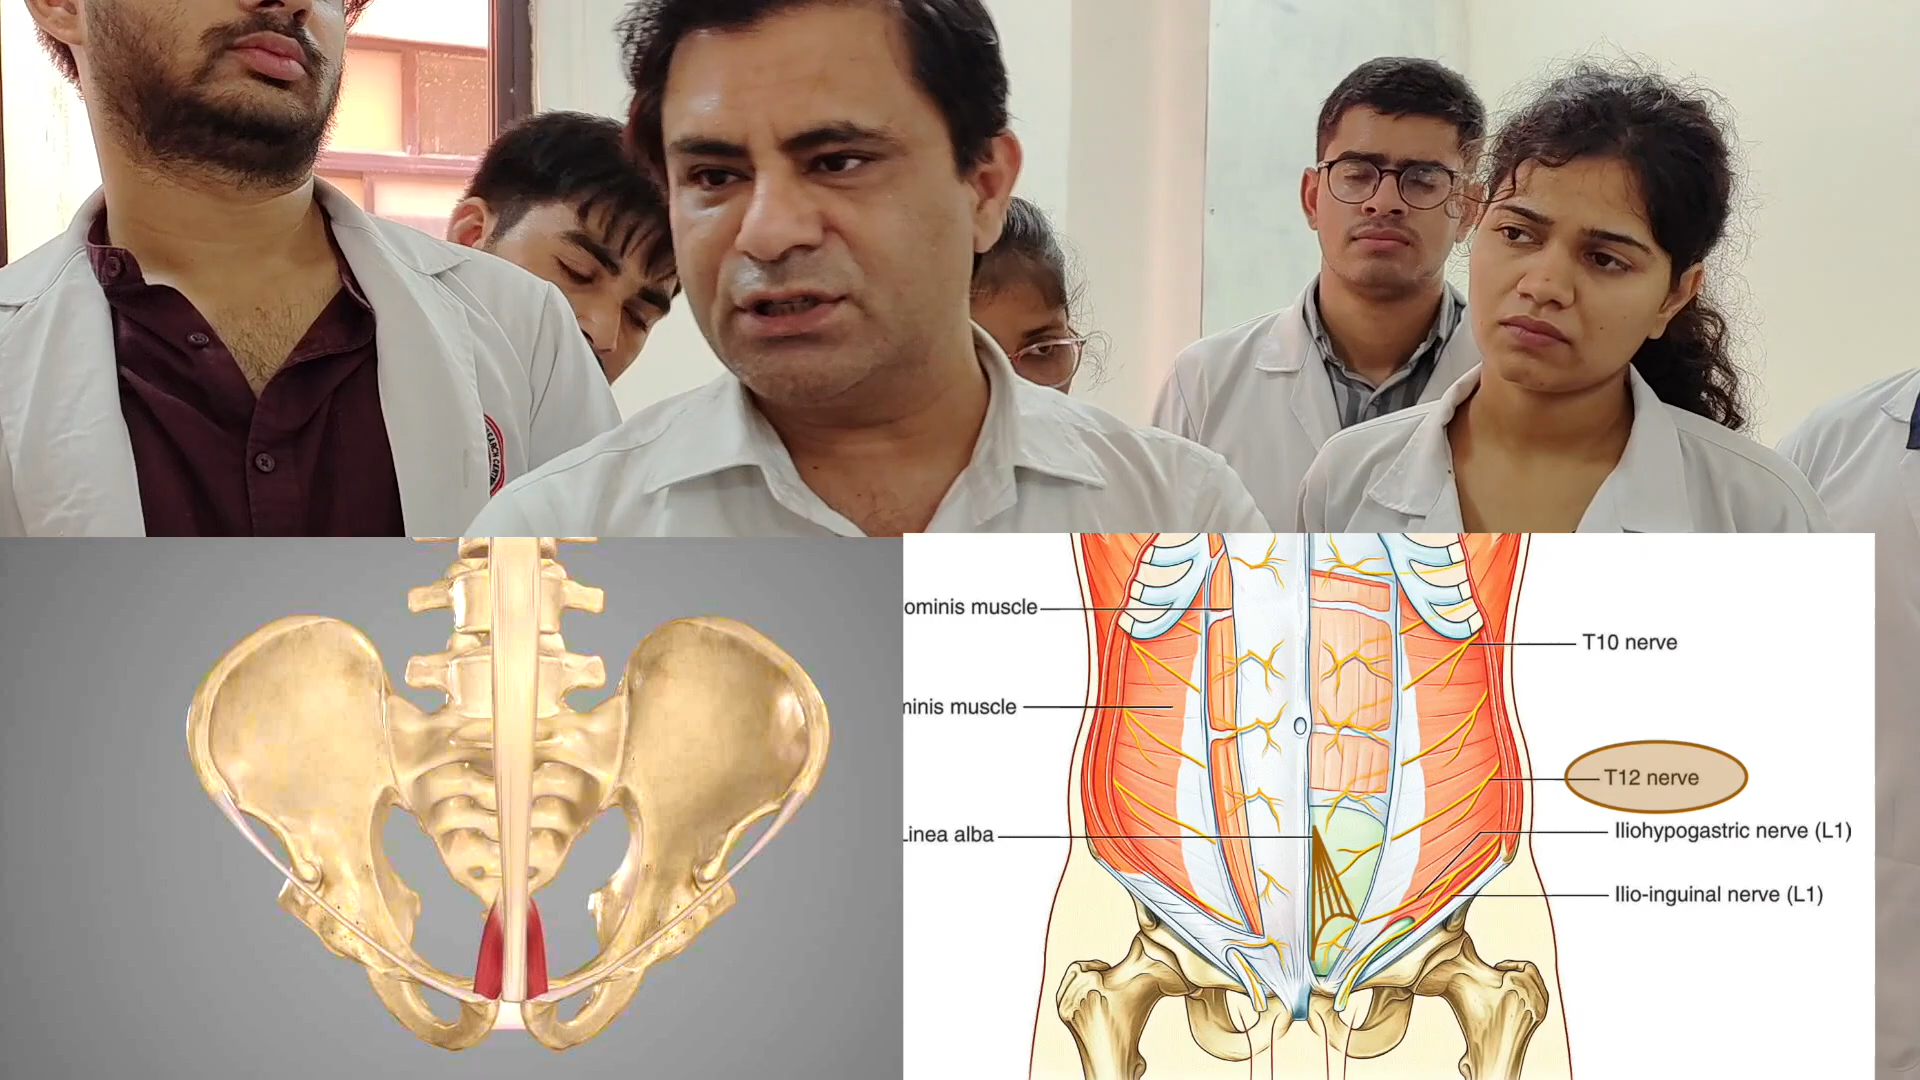 ominis muscle
T10 nerve
minis muscle
T12 nerve
Linea alba
Iliohypogastric nerve (L1)
Ilio-inguinal nerve (L1)